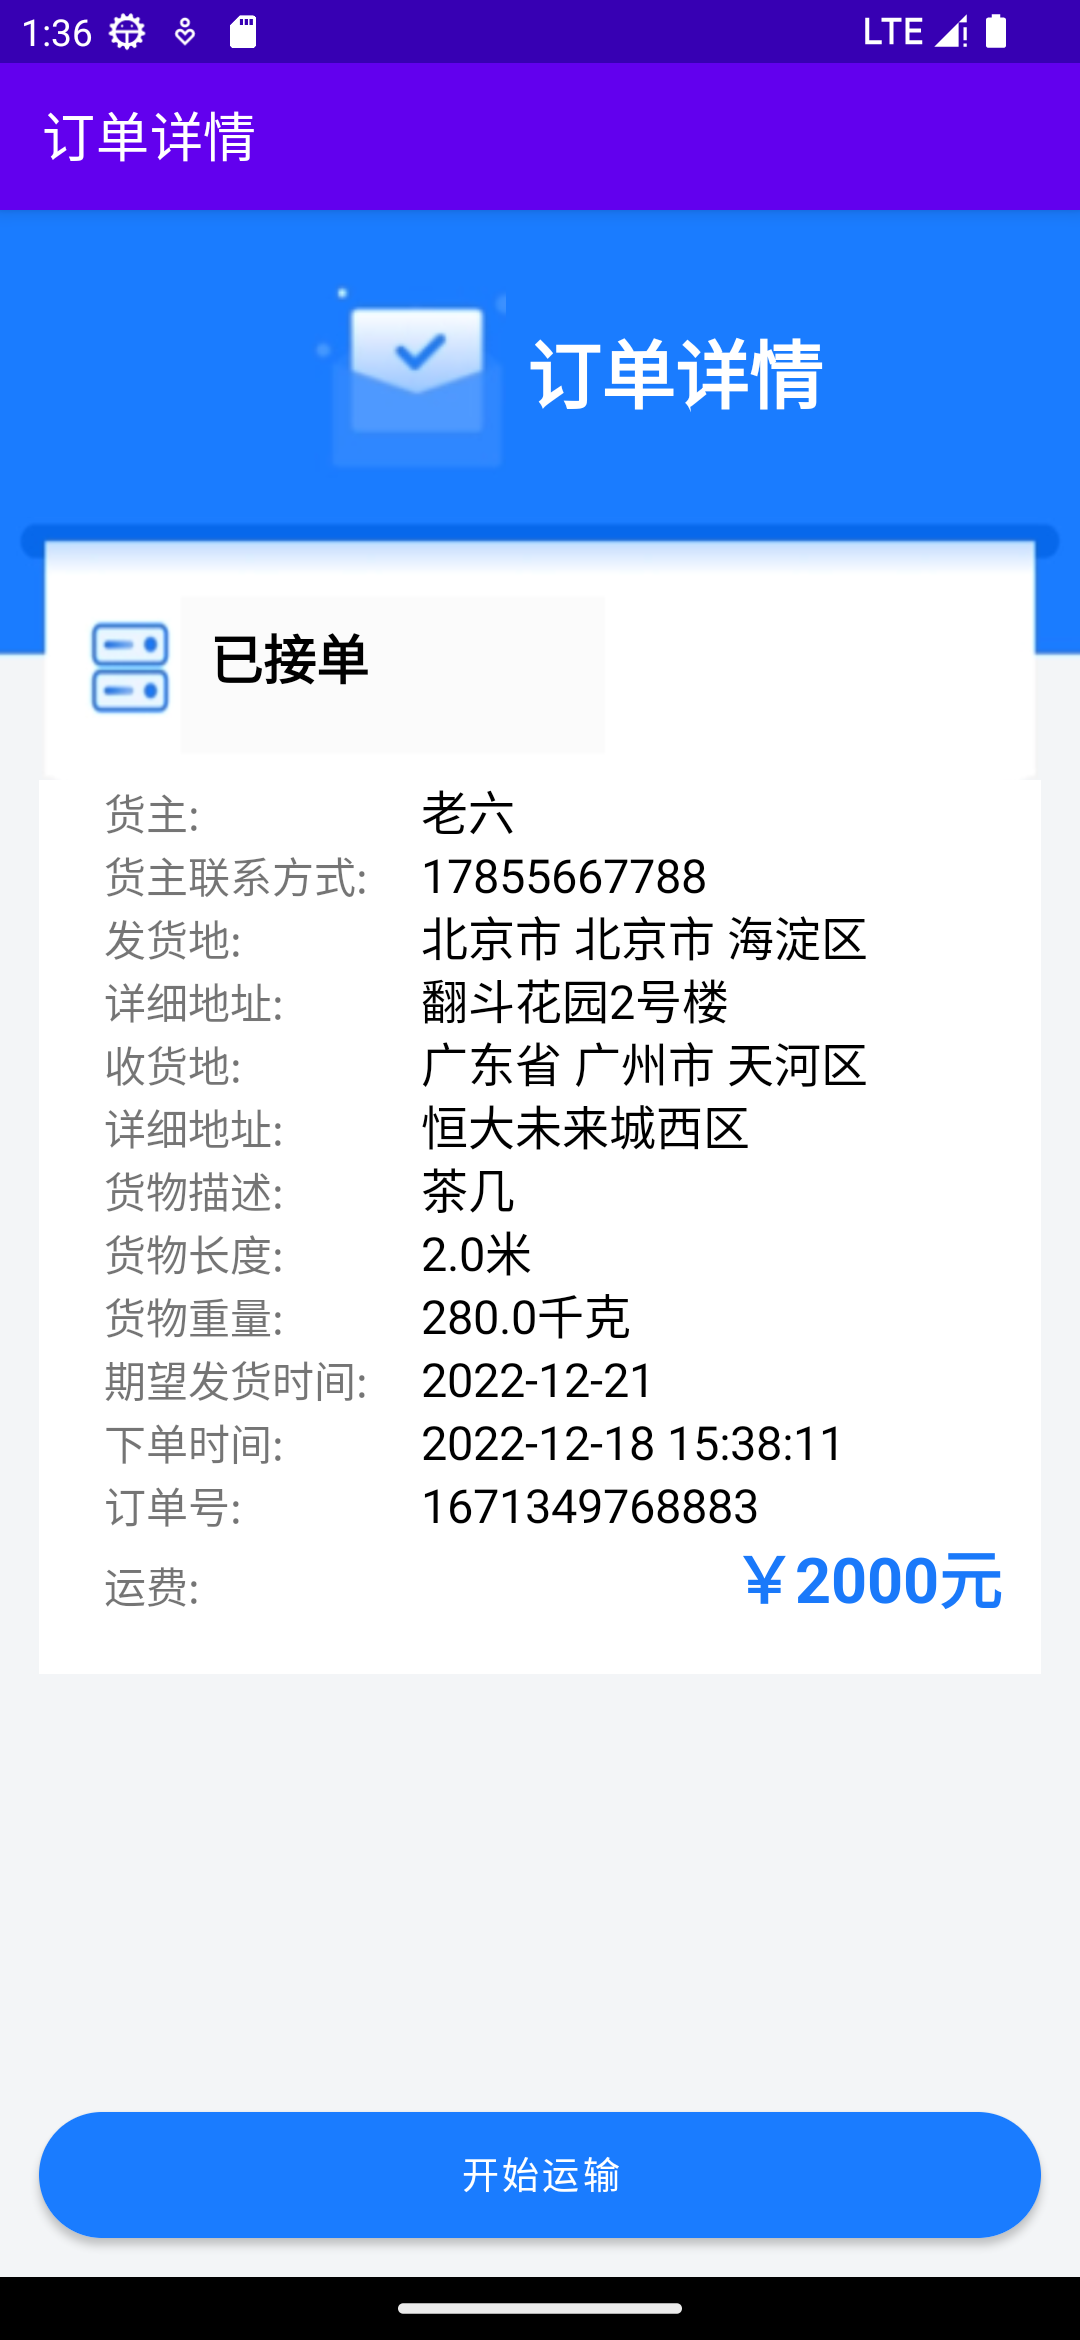 1:36
LTE
订单详情
订单详情
已接单
货主: 老六
货主联系方式: 17855667788
发货地: 北京市 北京市 海淀区
详细地址: 翻斗花园2号楼
收货地: 广东省 广州市 天河区
详细地址: 恒大未来城西区
货物描述: 茶几
货物长度: 2.0米
货物重量: 280.0千克
期望发货时间: 2022-12-21
下单时间: 2022-12-18 15:38:11
订单号: 1671349768883
运费: ￥2000元
开始运输